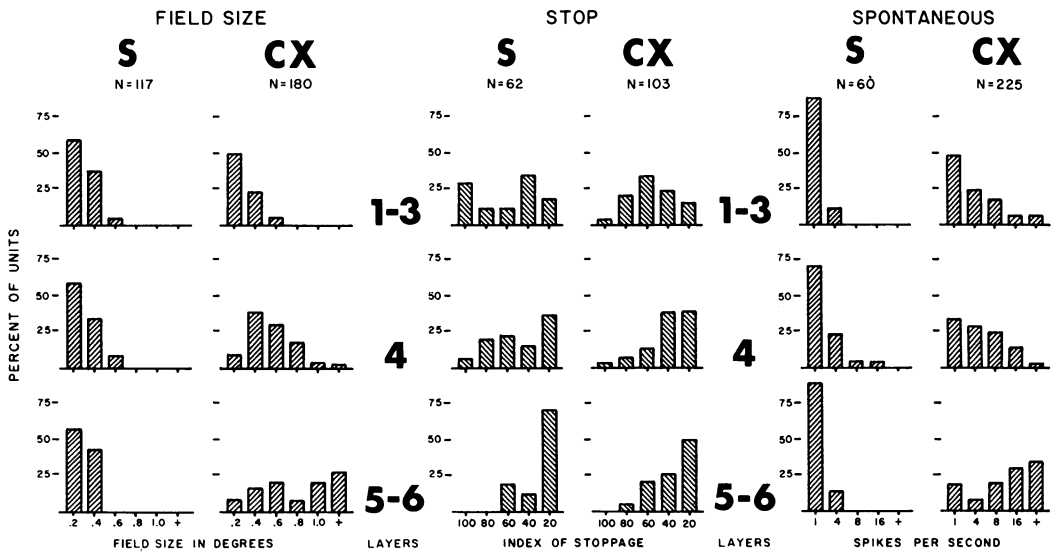 FIELD SIZE STOP SPONTANEOUS
S CX S CX S CX
N=117 N=180 N=62 N=103 N=60 N=225
75- 75- 75-
50- 50- 50-
25- 1-3 25- 1-3 25-
PERCENT OF UNITS
75- 75- 75-
50- 50- 50-
25- 4 25- 4 25-
75- 75- 75-
50- 50- 50-
25- 5-6 25- 5-6 25-
.2 .4 .6 .8 1.0 + .2 .4 .6 .8 1.0 + 100 80 60 40 20 100 80 60 40 20 1 4 8 16 + 1 4 8 16 +
FIELD SIZE IN DEGREES LAYERS INDEX OF STOPPAGE LAYERS SPIKES PER SECOND